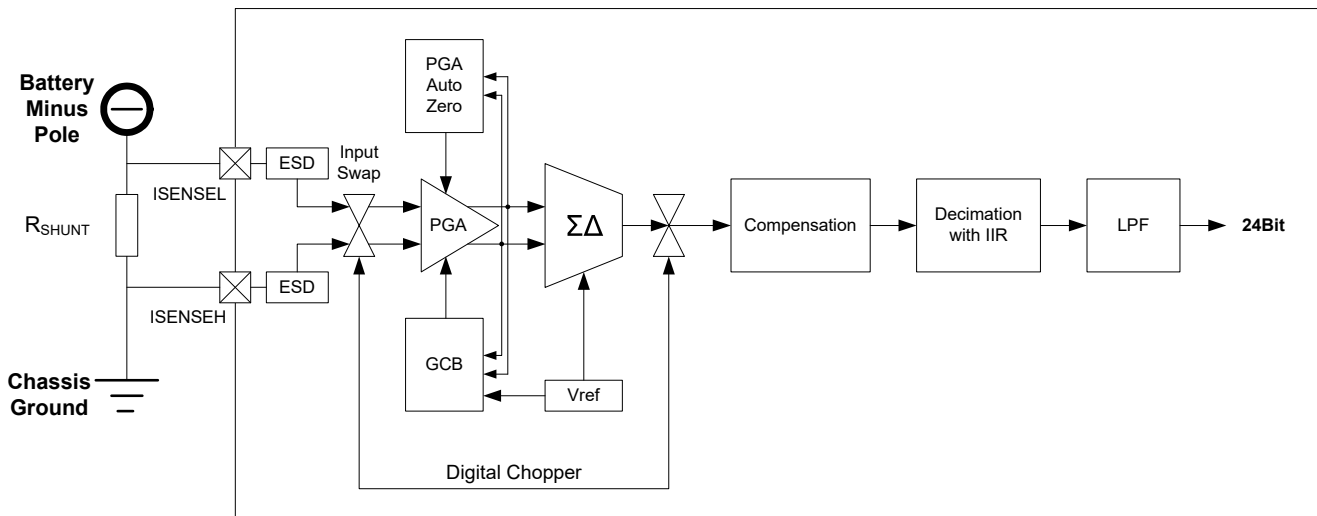 Battery
Minus
Pole
ISENSEL
ESD
Input
Swap
PGA
Auto
Zero
RSHUNT
PGA
ΣΔ
Compensation
Decimation
with IIR
LPF
24Bit
ESD
ISENSEH
GCB
Vref
Chassis
Ground
Digital Chopper